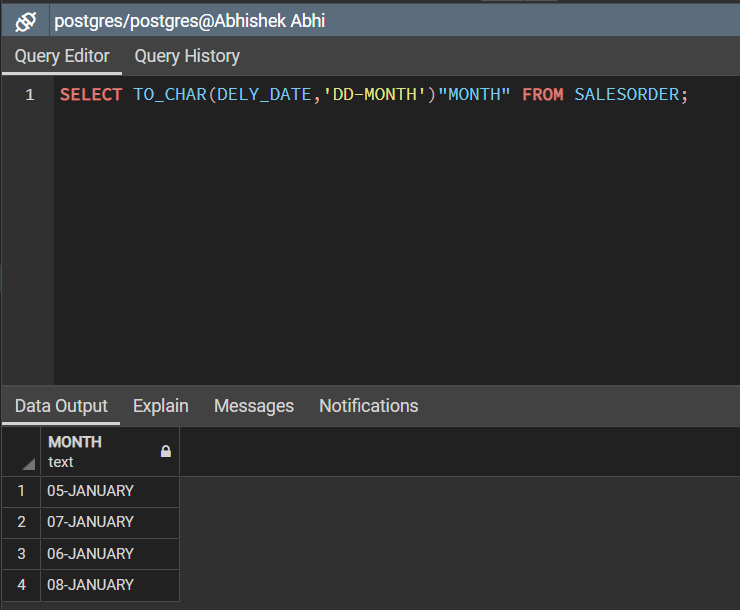 postgres/postgres@Abhishek Abhi
Query Editor Query History
1 SELECT TO_CHAR(DELY_DATE,'DD-MONTH')"MONTH" FROM SALESORDER;
Data Output Explain Messages Notifications
MONTH
text
1 05-JANUARY
2 07-JANUARY
3 06-JANUARY
4 08-JANUARY